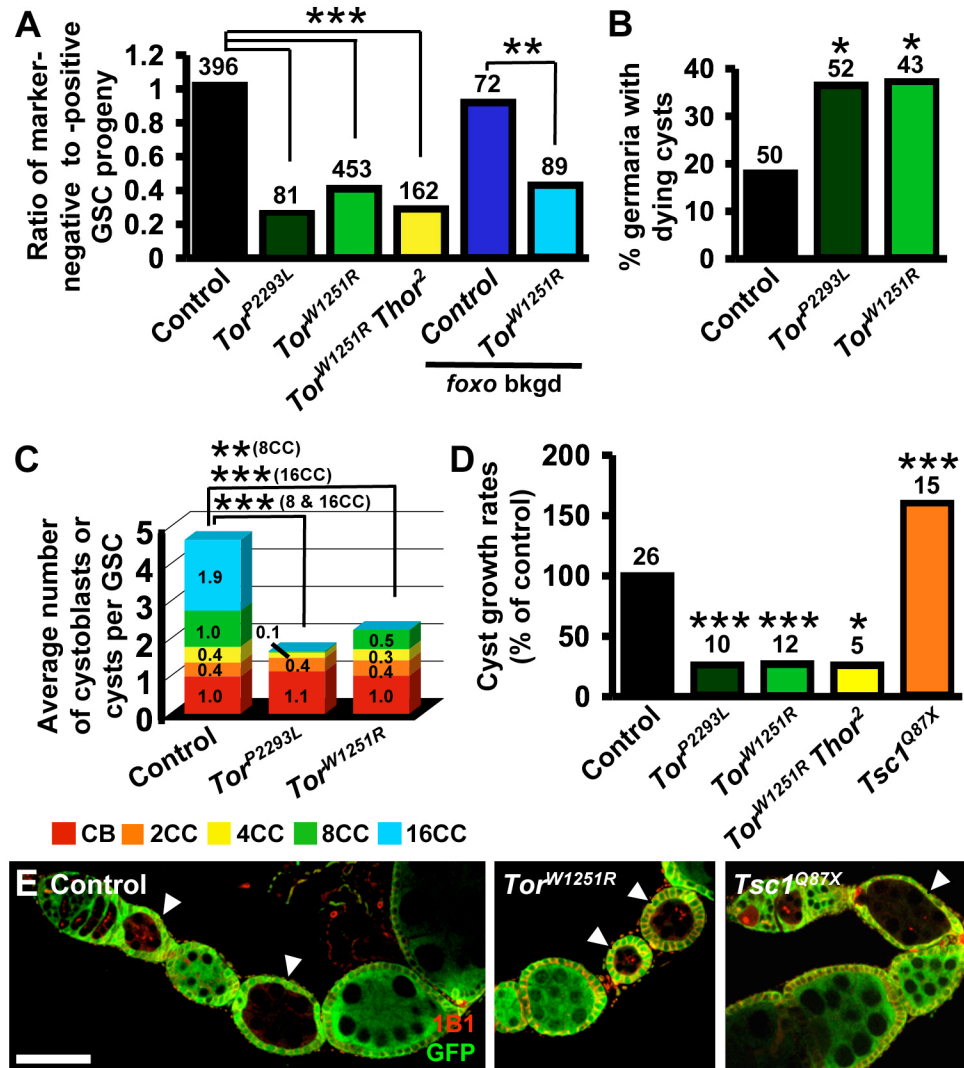 A
Ratio of marker-
negative to -positive
GSC progeny
1.2
1
0.8
0.6
0.4
0.2
0
***
**
396
81
453
162
72
89
Control
Tor^P2293L
Tor^W1251R
Tor^W1251R Thor^2
Control
Tor^W1251R
foxo bkgd
B
% germaria with
dying cysts
40
30
20
10
0
*
*
50
52
43
Control
Tor^P2293L
Tor^W1251R
C
Average number
of cystoblasts or
cysts per GSC
5
4
3
2
1
0
**(8CC)
***(16CC)
***(8 & 16CC)
1.9
1.0
0.4
0.4
1.0
0.1
0.4
1.1
0.5
0.3
0.4
1.0
Control
Tor^P2293L
Tor^W1251R
CB 2CC 4CC 8CC 16CC
D
Cyst growth rates
(% of control)
200
150
100
50
0
26
***
10
***
12
*
5
***
15
Control
Tor^P2293L
Tor^W1251R
Tor^W1251R Thor^2
Tsc1^Q87X
E Control
1B1
GFP
Tor^W1251R
Tsc1^Q87X